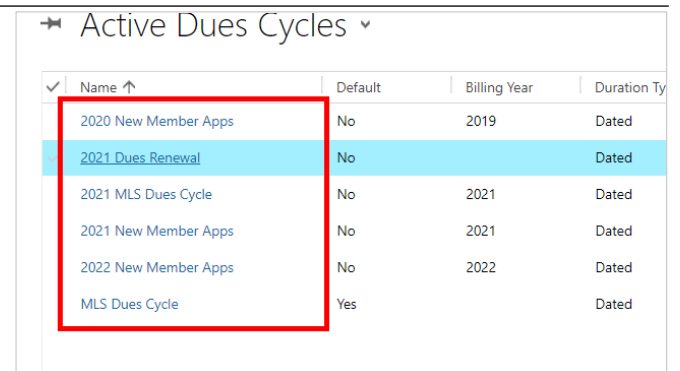 Active Dues Cycles
Name Default Billing Year Duration Ty
2020 New Member Apps No 2019 Dated
2021 Dues Renewal No Dated
2021 MLS Dues Cycle No 2021 Dated
2021 New Member Apps No 2021 Dated
2022 New Member Apps No 2022 Dated
MLS Dues Cycle Yes Dated